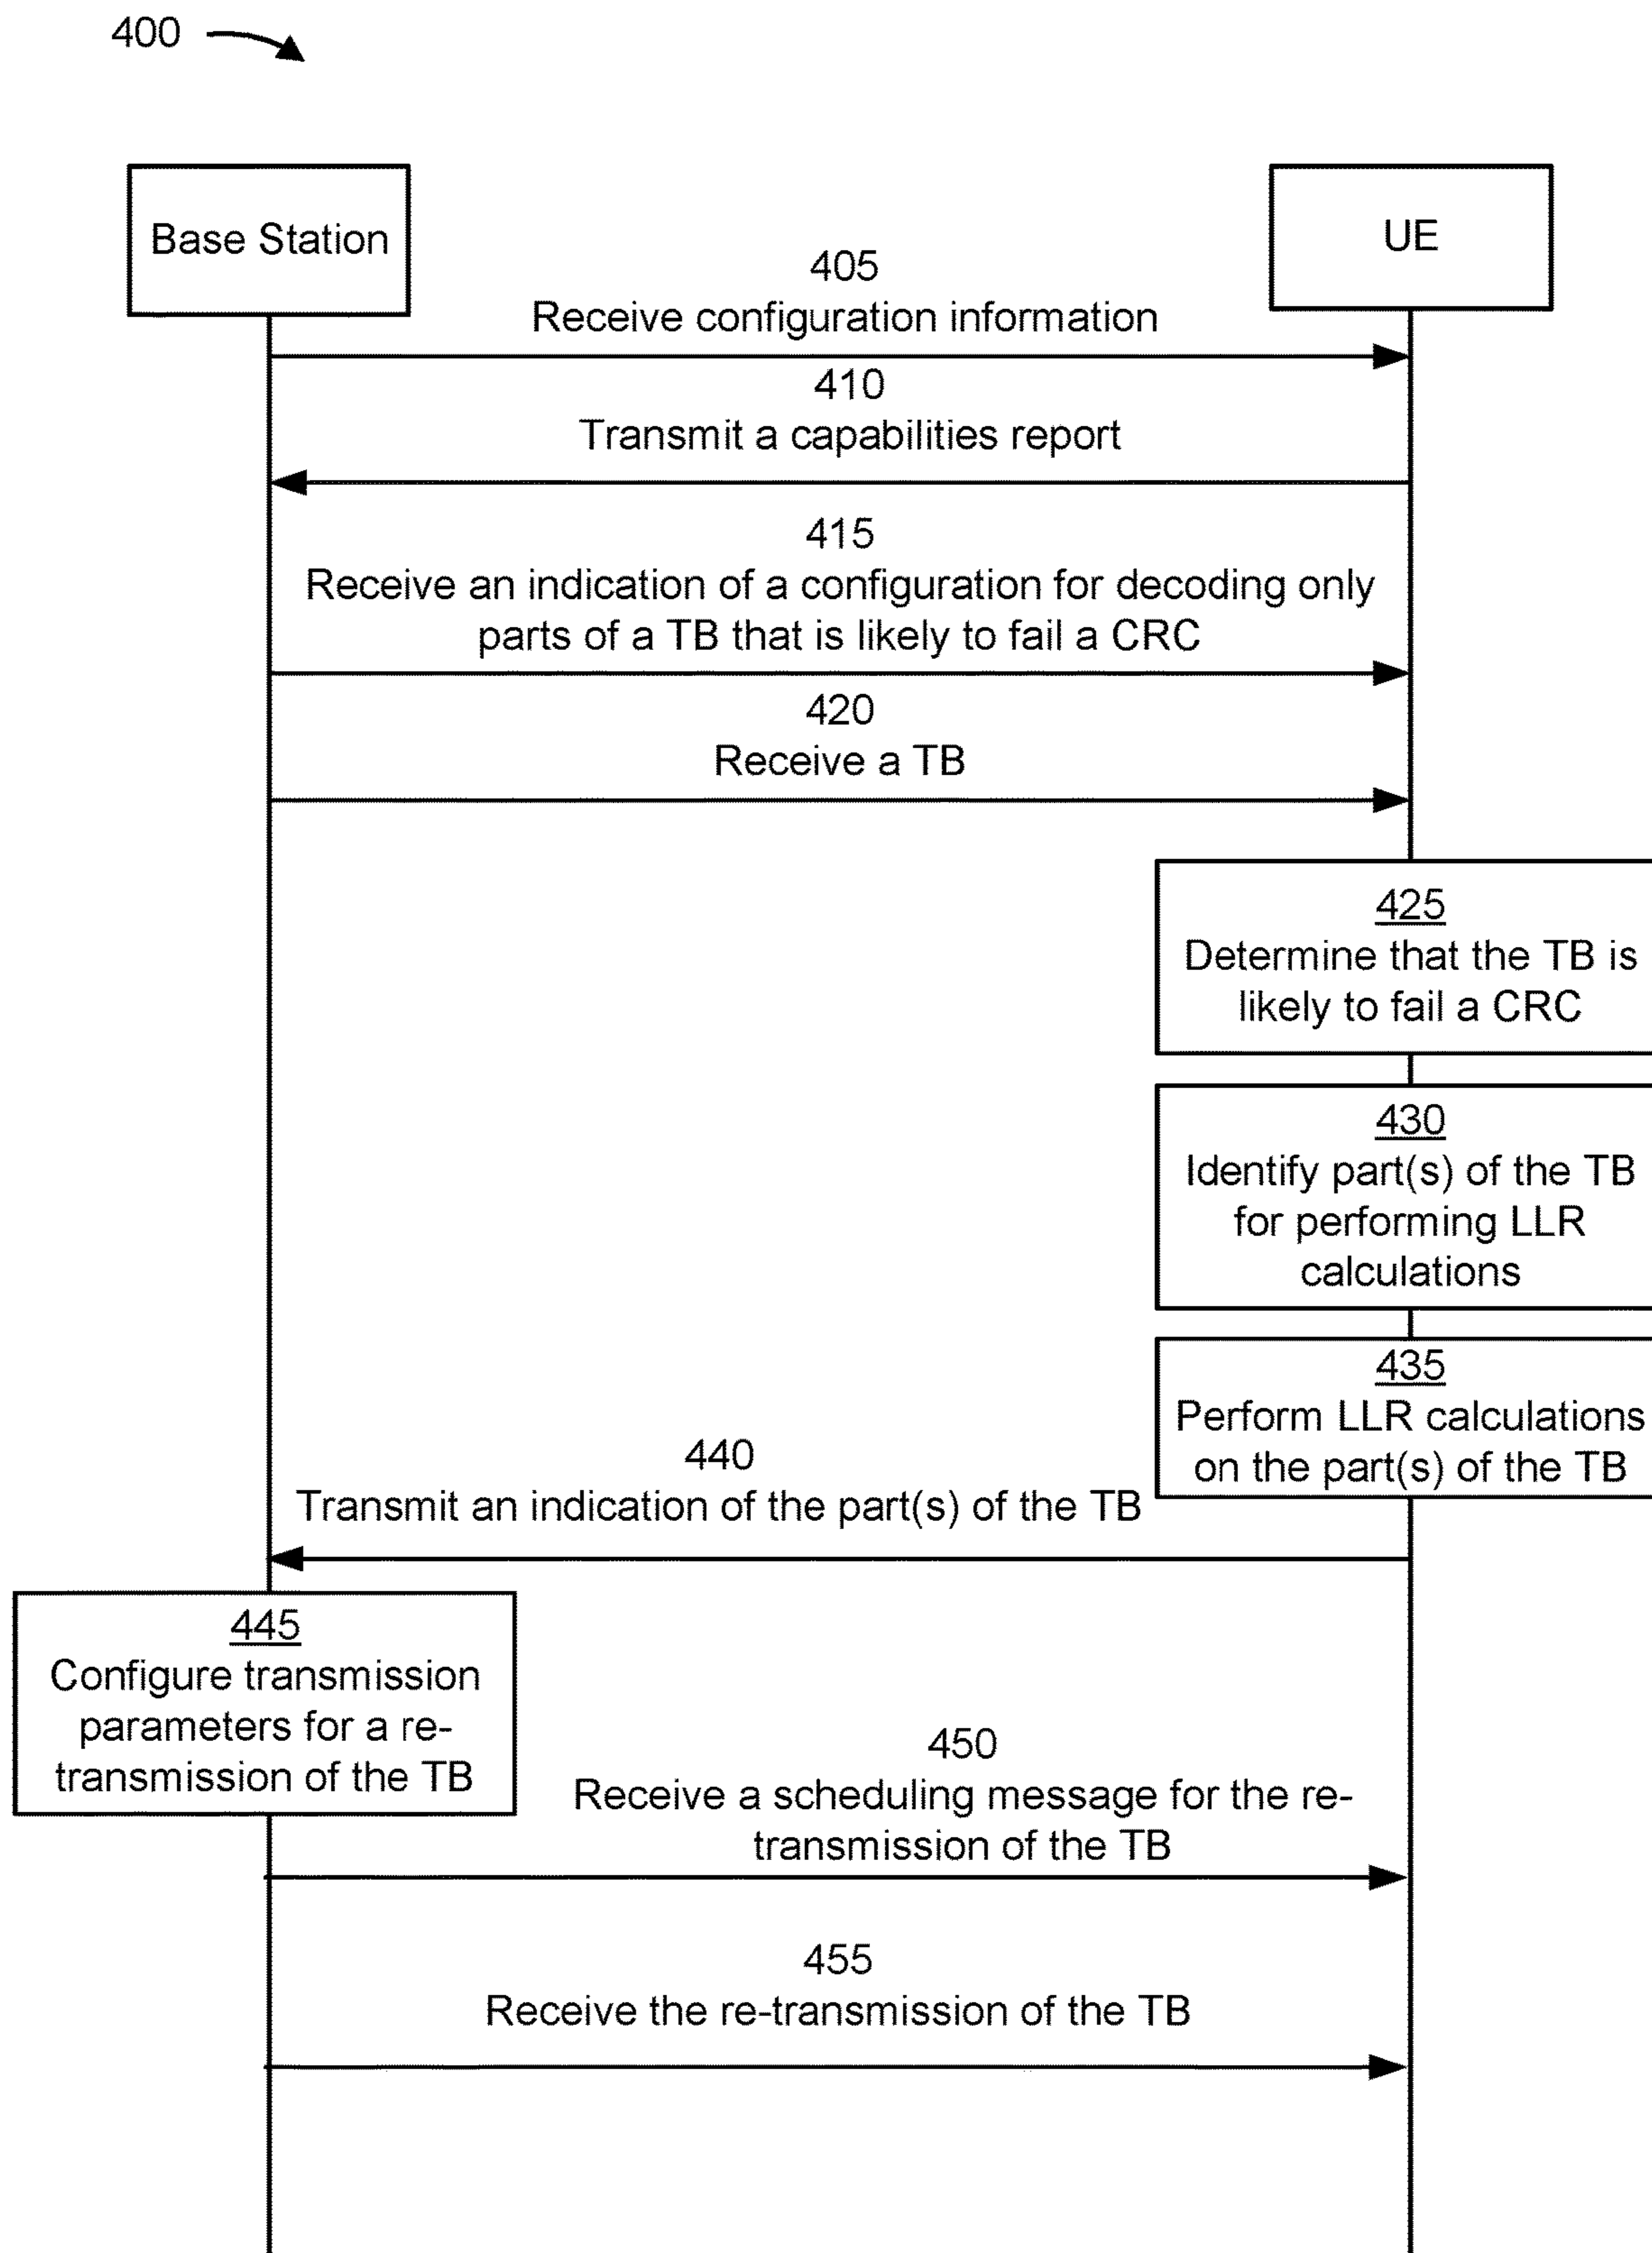 400
Base Station
UE
405
Receive configuration information
410
Transmit a capabilities report
415
Receive an indication of a configuration for decoding only
parts of a TB that is likely to fail a CRC
420
Receive a TB
425
Determine that the TB is
likely to fail a CRC
430
Identify part(s) of the TB
for performing LLR
calculations
435
Perform LLR calculations
on the part(s) of the TB
440
Transmit an indication of the part(s) of the TB
445
Configure transmission
parameters for a re-
transmission of the TB
450
Receive a scheduling message for the re-
transmission of the TB
455
Receive the re-transmission of the TB